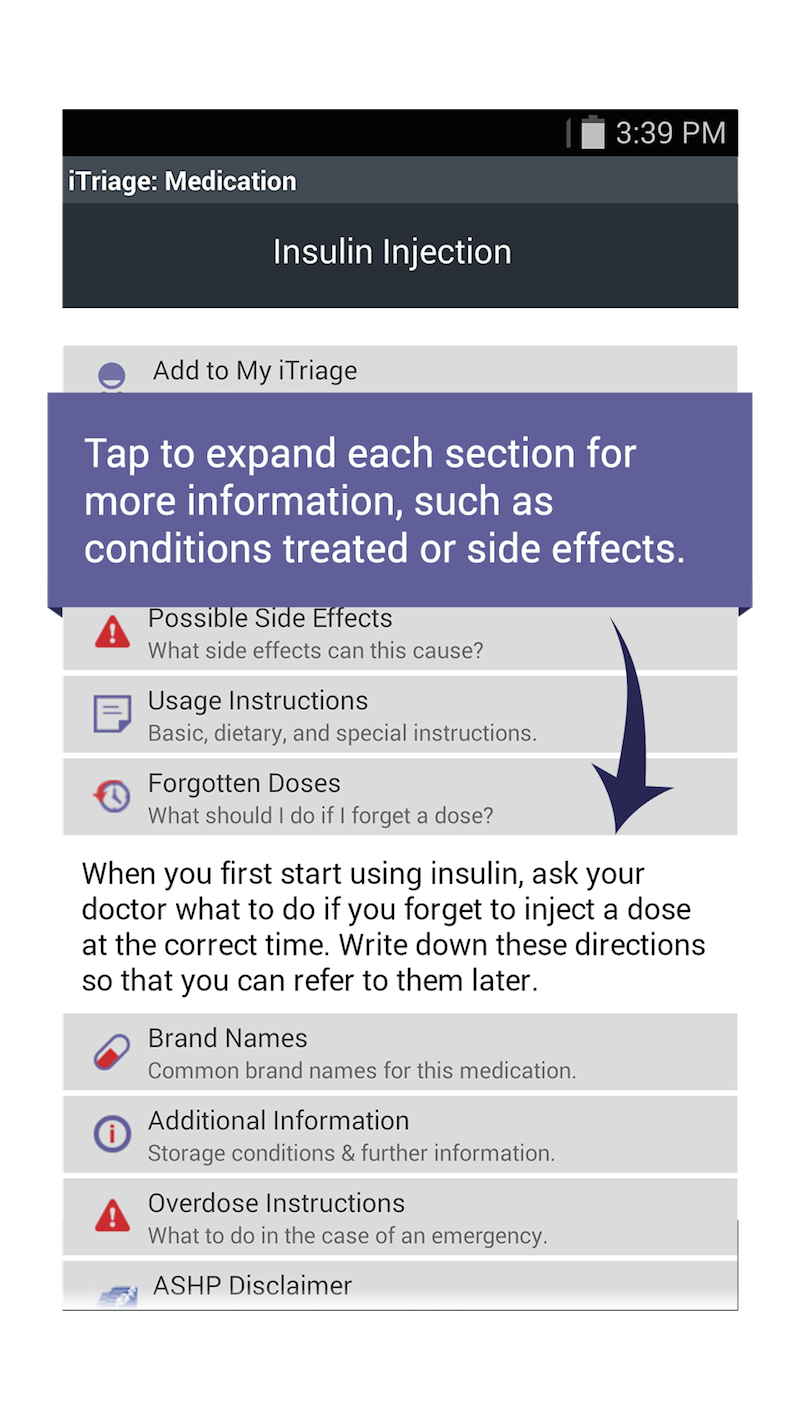 3:39 PM
iTriage: Medication
Insulin Injection
Add to My iTriage
Tap to expand each section for
more information, such as
conditions treated or side effects.
Possible Side Effects
What side effects can this cause?
Usage Instructions
Basic, dietary, and special instructions.
Forgotten Doses
What should I do if I forget a dose?
When you first start using insulin, ask your
doctor what to do if you forget to inject a dose
at the correct time. Write down these directions
so that you can refer to them later.
Brand Names
Common brand names for this medication.
Additional Information
Storage conditions & further information.
Overdose Instructions
What to do in the case of an emergency.
ASHP Disclaimer